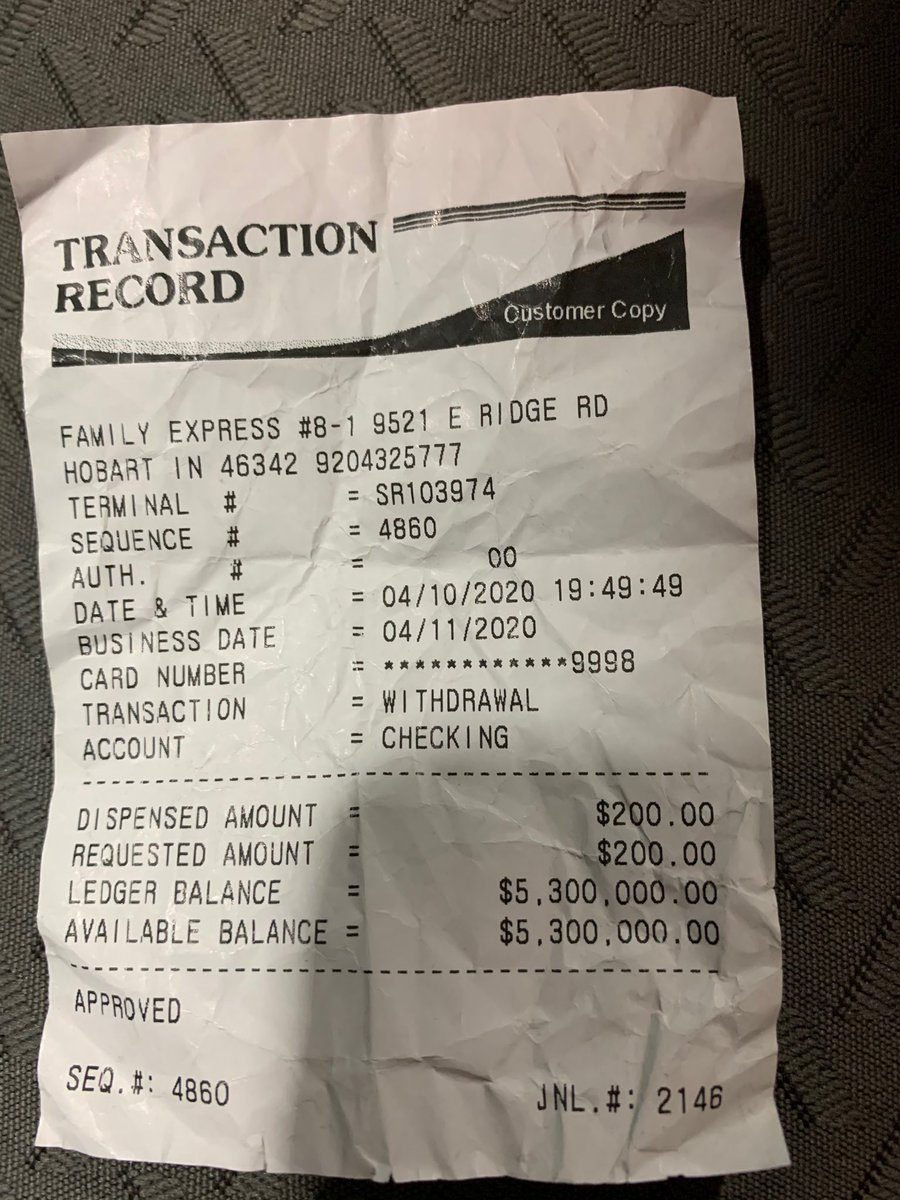 TRANSACTION
RECORD
Customer Copy
FAMILY EXPRESS #8-1 9521 E RIDGE RD
HOBART IN 46342 9204325777
TERMINAL # = SR103974
SEQUENCE # = 4860
AUTH. # = 00
DATE & TIME = 04/10/2020 19:49:49
BUSINESS DATE = 04/11/2020
CARD NUMBER = ************9998
TRANSACTION = WITHDRAWAL
ACCOUNT = CHECKING
DISPENSED AMOUNT = $200.00
REQUESTED AMOUNT = $200.00
LEDGER BALANCE = $5,300,000.00
AVAILABLE BALANCE = $5,300,000.00
APPROVED
SEQ.#: 4860 JNL.#: 2146